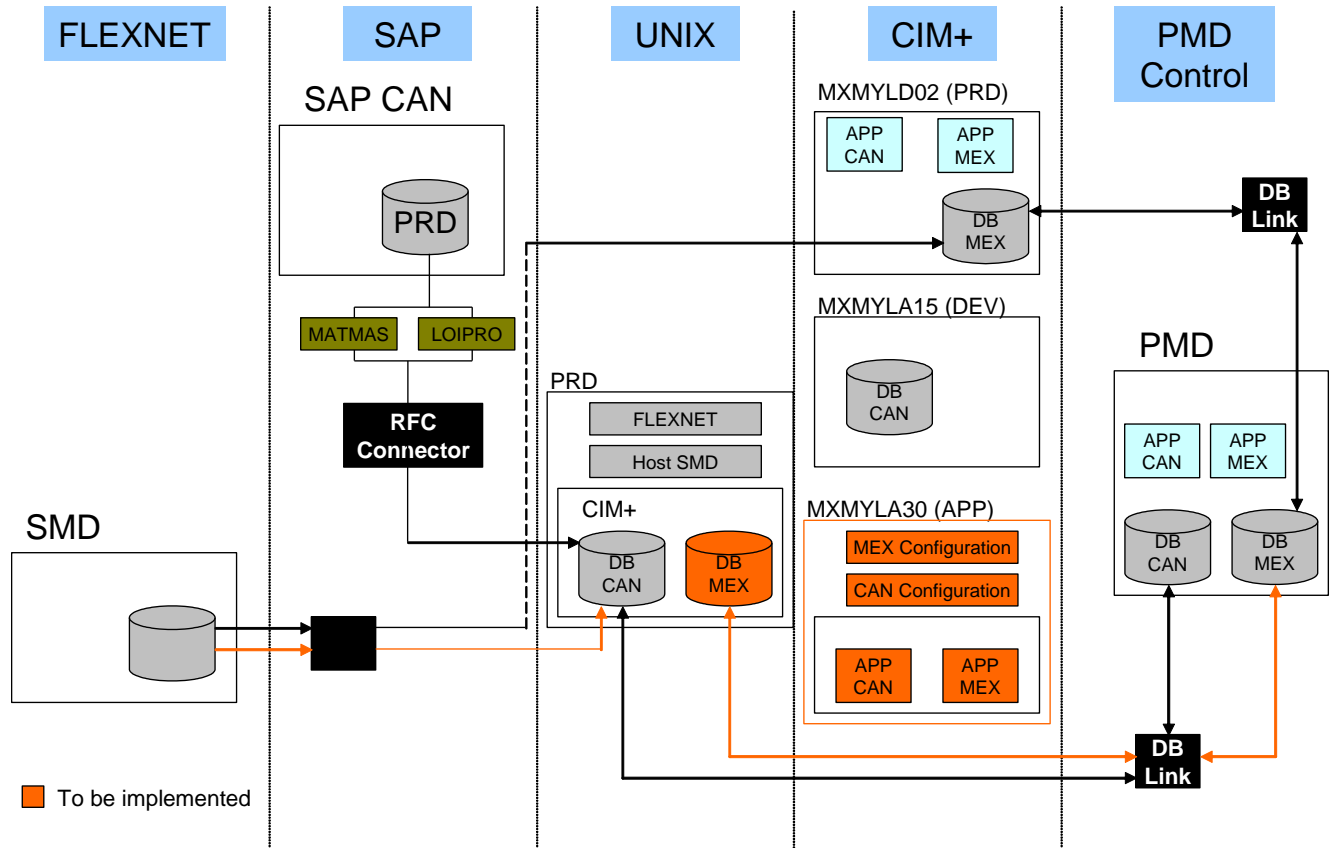 FLEXNET
SAP
UNIX
CIM+
PMD
Control
SAP CAN
PRD
MATMAS
LOIPRO
RFC
Connector
SMD
To be implemented
PRD
FLEXNET
Host SMD
CIM+
DB
CAN
DB
MEX
MXMYLD02 (PRD)
APP
CAN
APP
MEX
DB
MEX
MXMYLA15 (DEV)
DB
CAN
MXMYLA30 (APP)
MEX Configuration
CAN Configuration
APP
CAN
APP
MEX
DB
Link
PMD
APP
CAN
APP
MEX
DB
CAN
DB
MEX
DB
Link